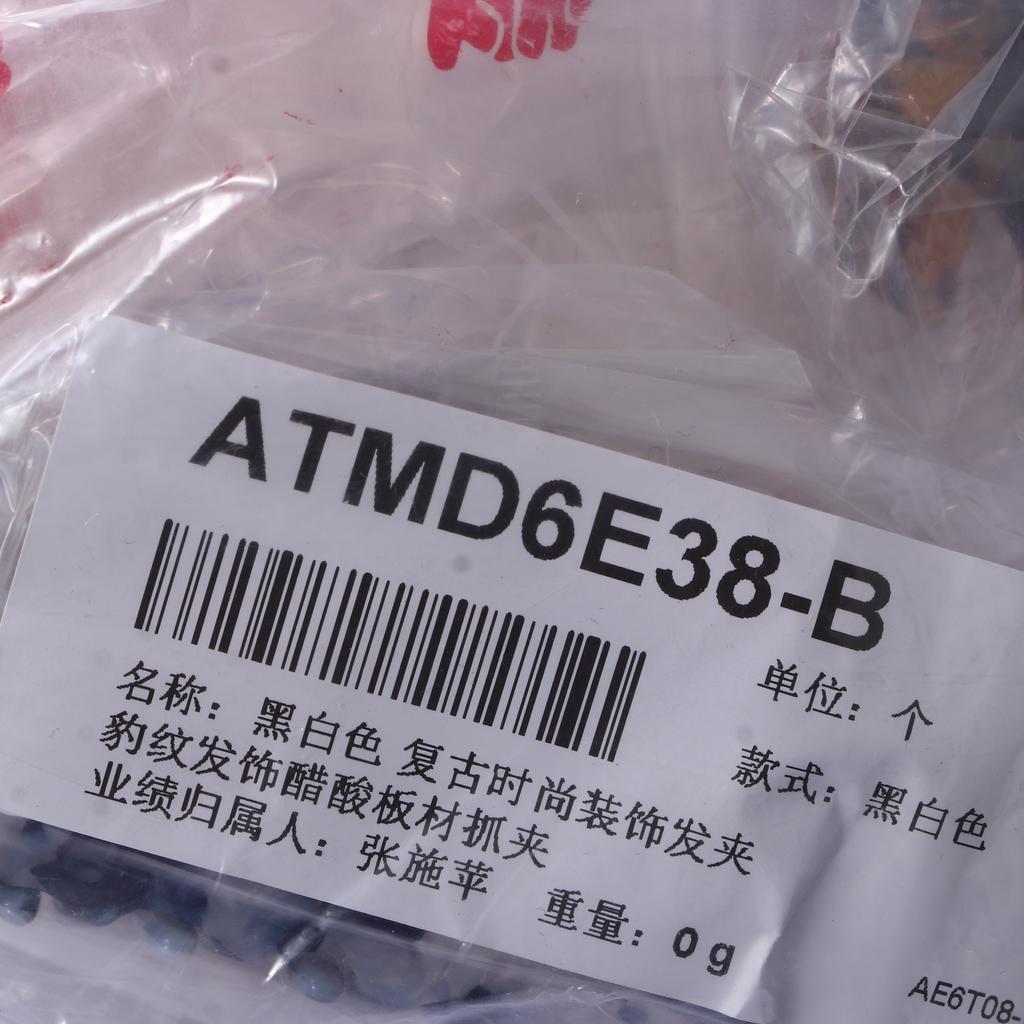 ATMD6E38-B
单位：个
名称：黑白色 复古时尚装饰发夹
款式：黑白色
豹纹发饰醋酸板材抓夹
业绩归属人：张施苹
重量：0g
AE6T08-